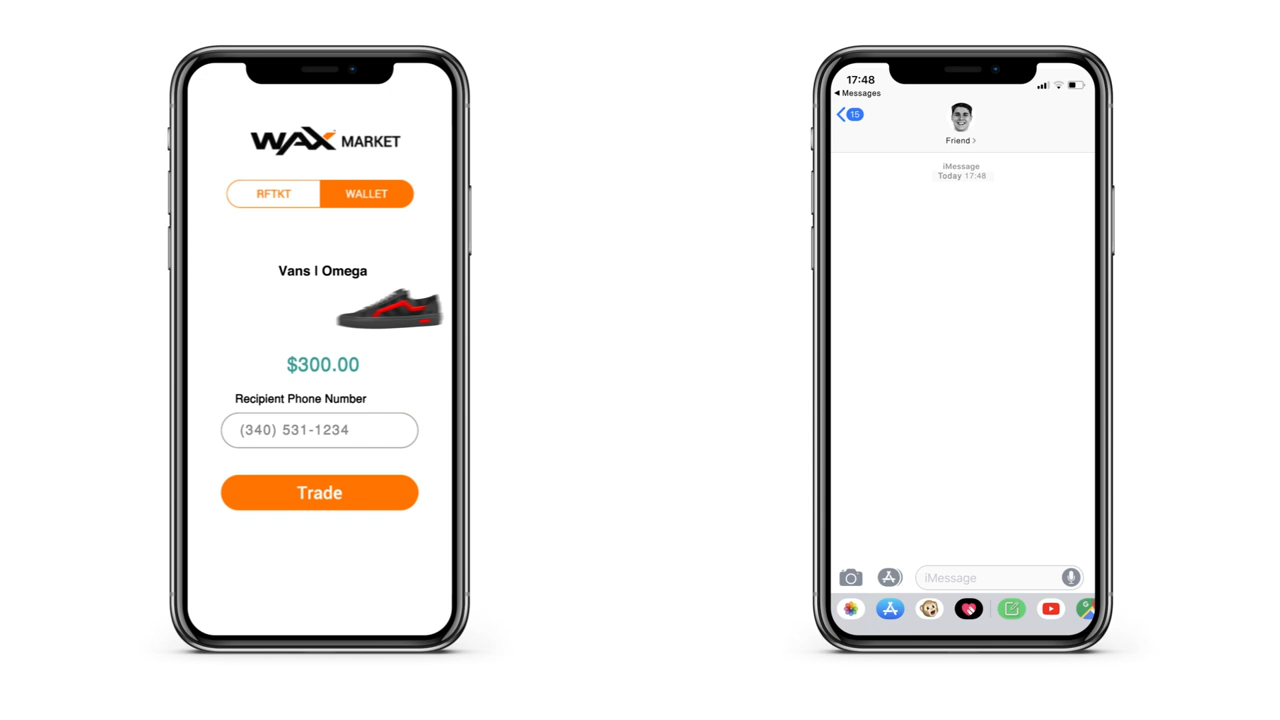 WAX MARKET
RFTKT
WALLET
Vans | Omega
$300.00
Recipient Phone Number
(340) 531-1234
Trade
17:48
Messages
15
Friend >
iMessage
Today 17:48
iMessage
G